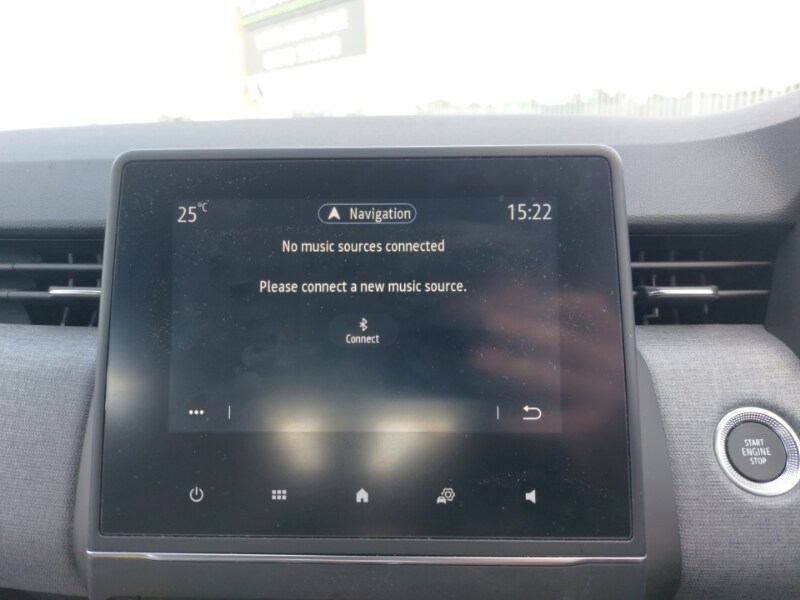 25°C
Navigation
15:22
No music sources connected
Please connect a new music source.
Connect
START
ENGINE
STOP